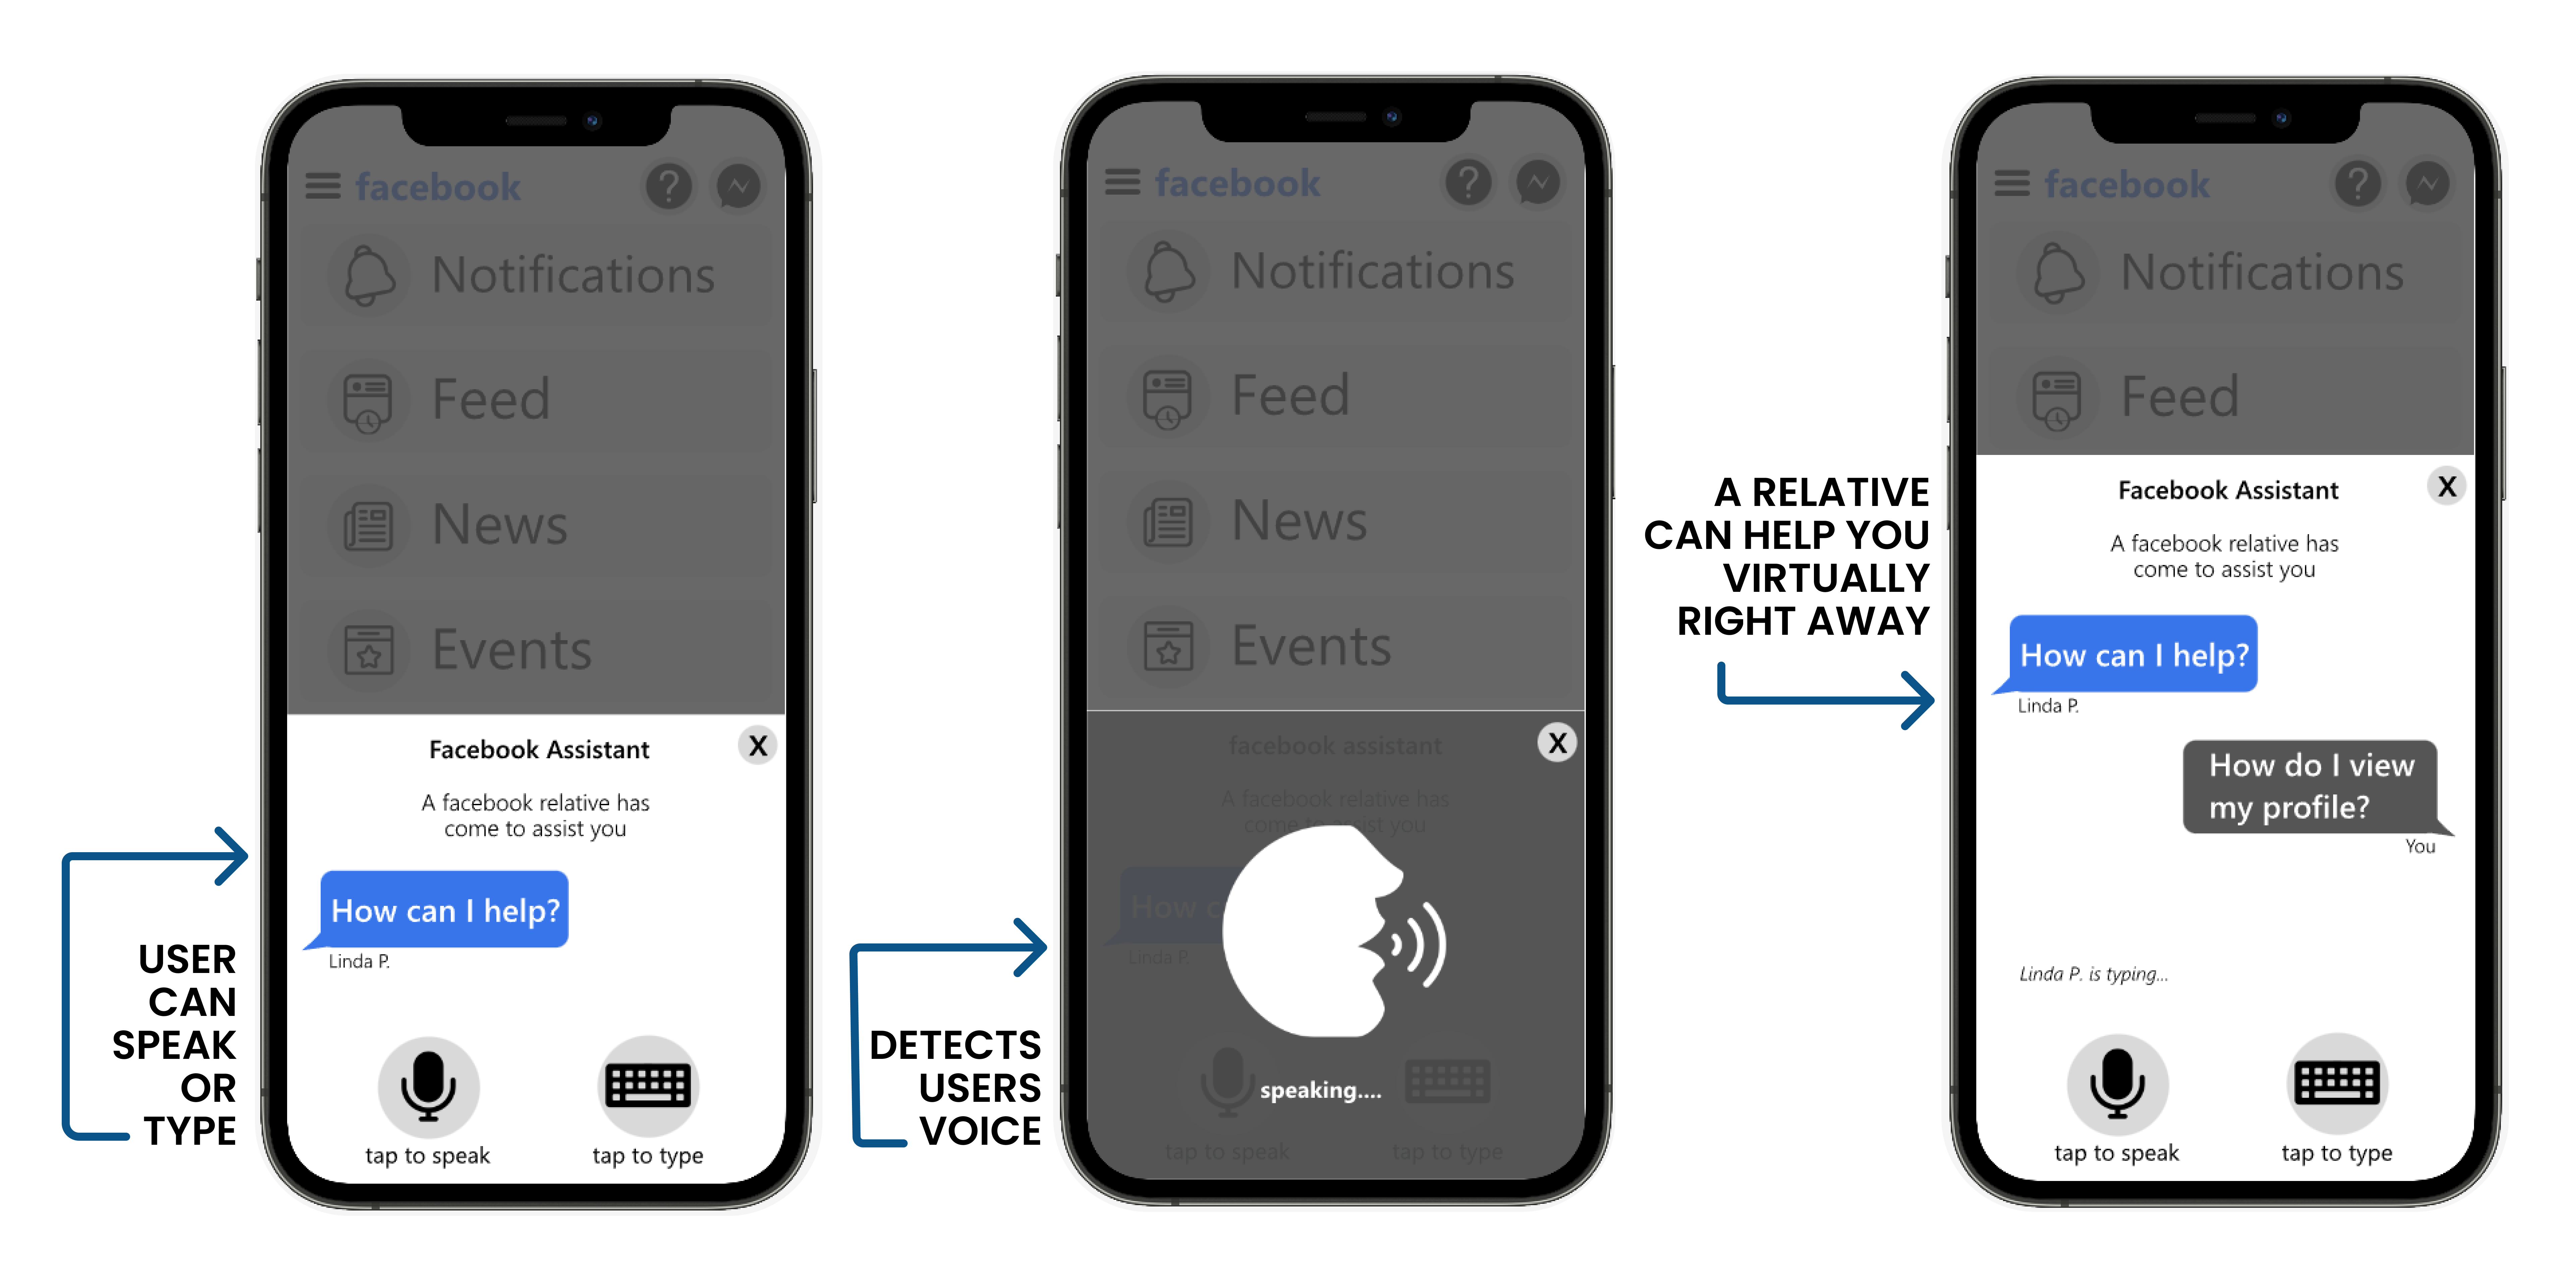 facebook
Notifications
Feed
News
Events
Facebook Assistant
X
A facebook relative has
come to assist you
How can I help?
Linda P.
tap to speak
tap to type
USER
CAN
SPEAK
OR
TYPE
facebook
Notifications
Feed
News
Events
facebook assistant
X
A facebook relative has
come to assist you
How c
Linda P.
speaking....
tap to speak
tap to type
DETECTS
USERS
VOICE
A RELATIVE
CAN HELP YOU
VIRTUALLY
RIGHT AWAY
facebook
Notifications
Feed
Facebook Assistant
X
A facebook relative has
come to assist you
How can I help?
Linda P.
How do I view
my profile?
You
Linda P. is typing...
tap to speak
tap to type